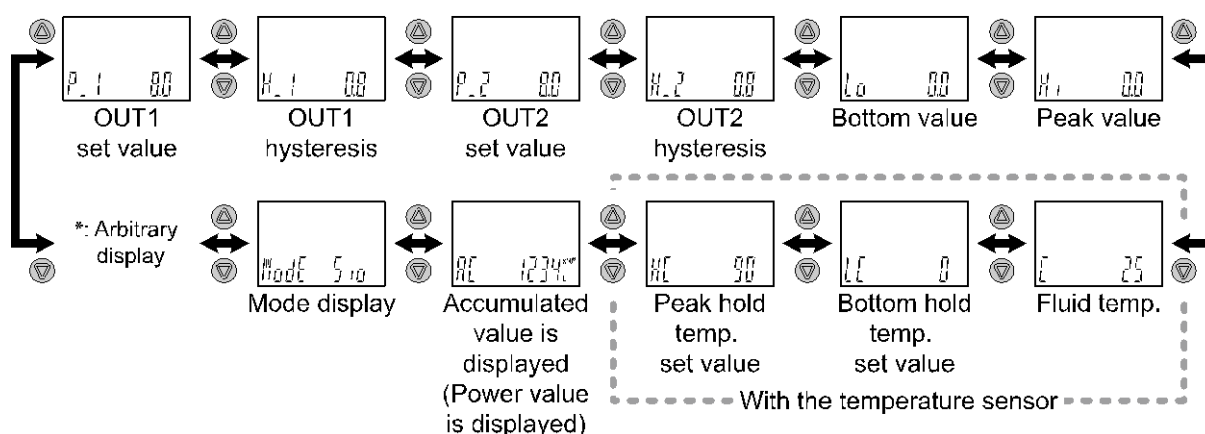 P_1 0.0
OUT1
set value
H_1 0.0
OUT1
hysteresis
P_2 0.0
OUT2
set value
H_2 0.0
OUT2
hysteresis
Lo 0.0
Bottom value
Hi 0.0
Peak value
*: Arbitrary
display
ModE Sio
Mode display
AC 1234
Accumulated
value is
displayed
(Power value
is displayed)
HC 90
Peak hold
temp.
set value
LC 0
Bottom hold
temp.
set value
C 25
Fluid temp.
With the temperature sensor